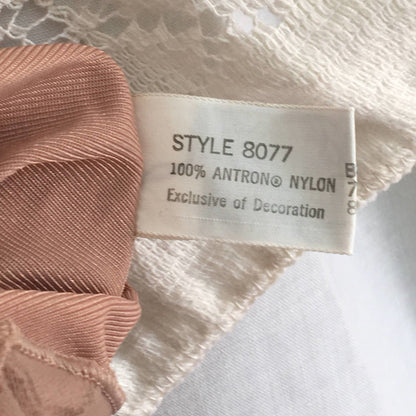 STYLE 8077
100% ANTRON® NYLON
Exclusive of Decoration